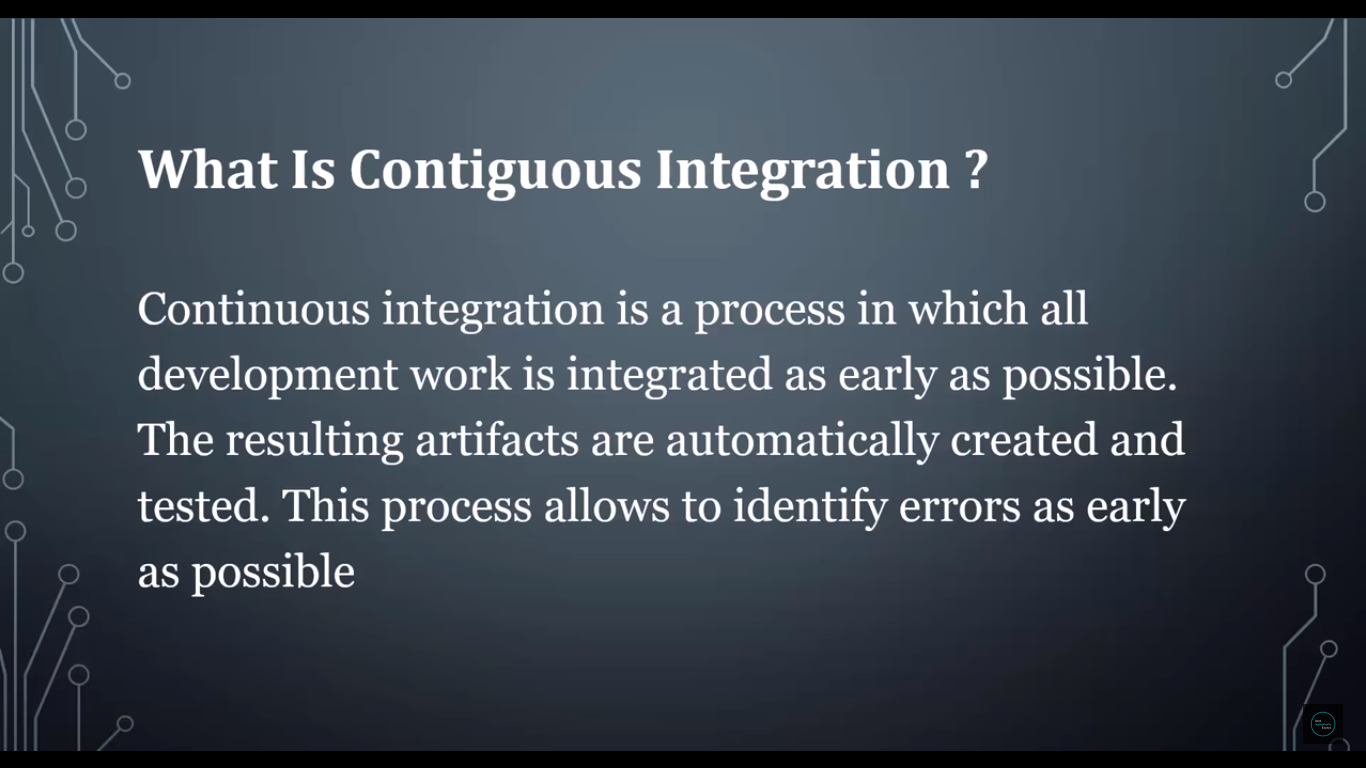 What Is Contiguous Integration ?
Continuous integration is a process in which all
development work is integrated as early as possible.
The resulting artifacts are automatically created and
tested. This process allows to identify errors as early
as possible